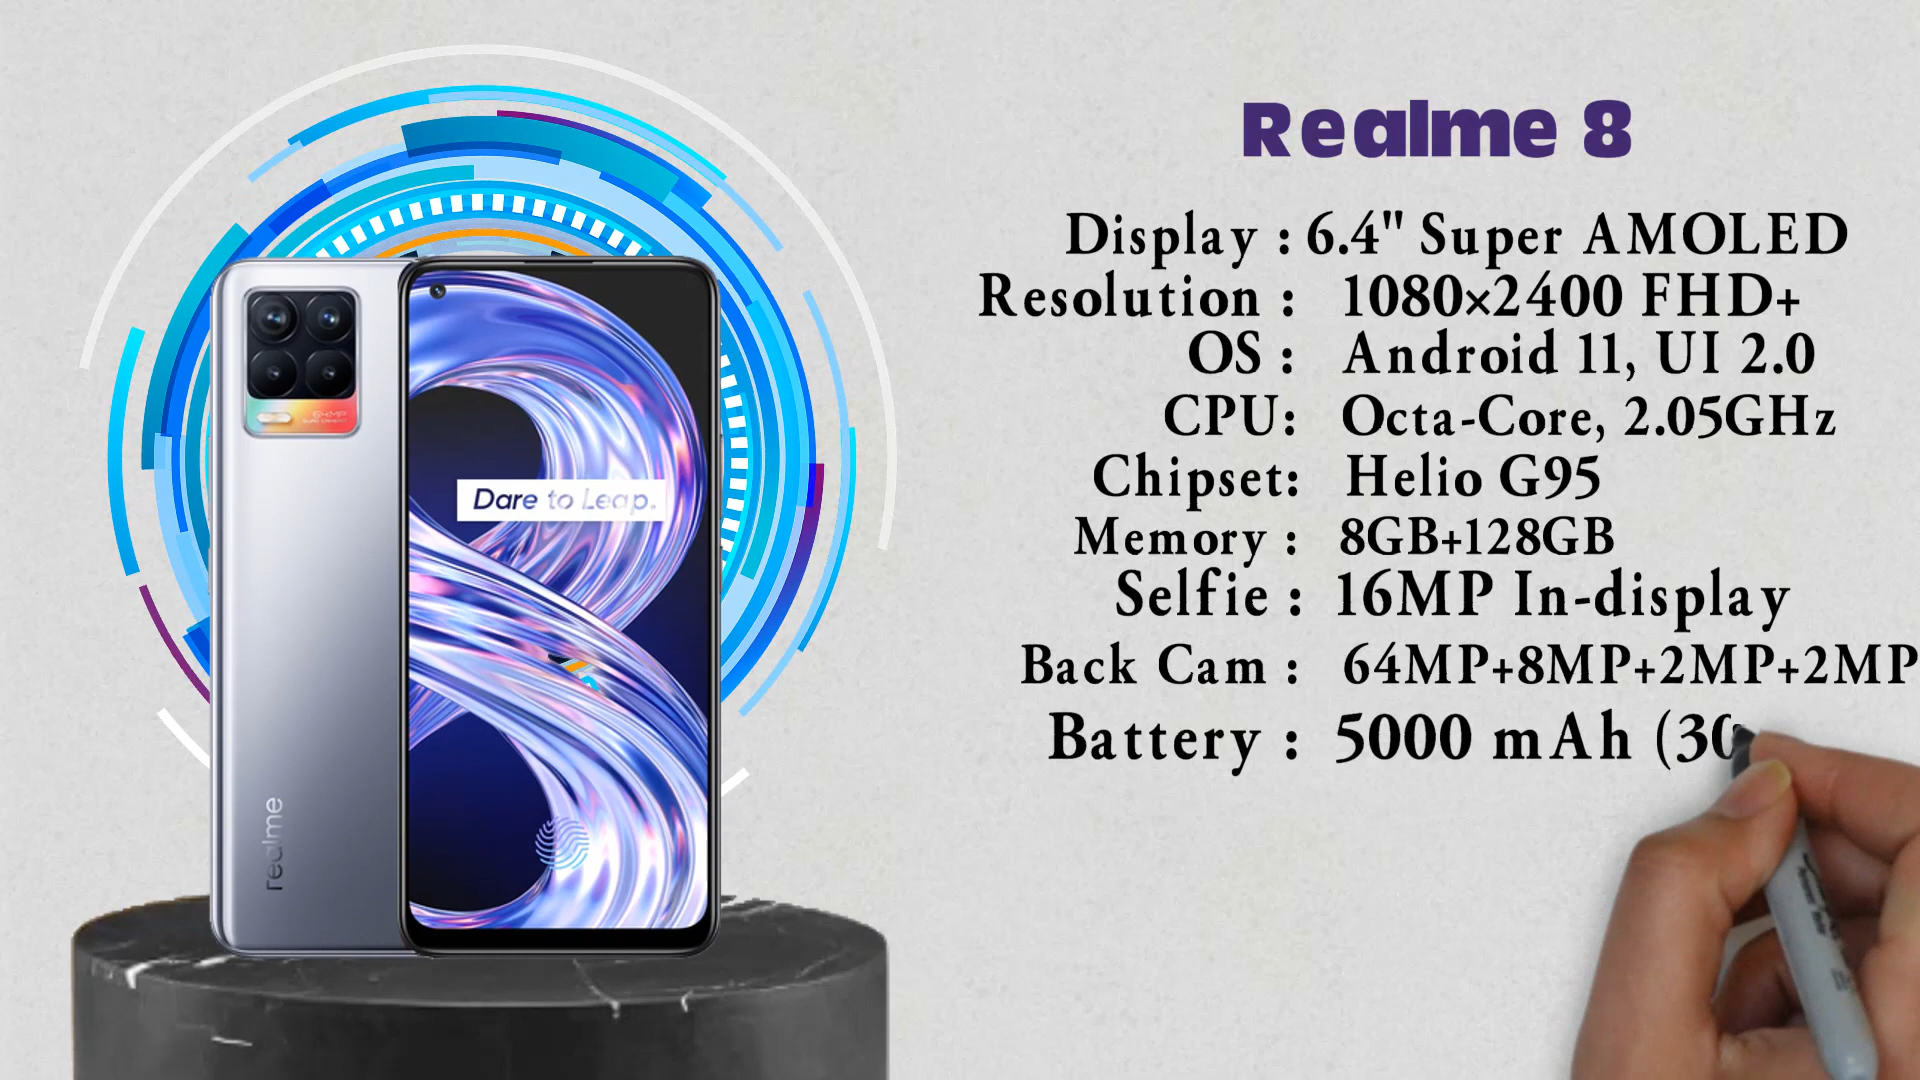 Realme 8
Display : 6.4" Super AMOLED
Resolution : 1080×2400 FHD+
OS : Android 11, UI 2.0
CPU: Octa-Core, 2.05GHz
Chipset: Helio G95
Memory : 8GB+128GB
Selfie : 16MP In-display
Back Cam : 64MP+8MP+2MP+2MP
Battery : 5000 mAh (30
64MP
Dare to Leap.
realme